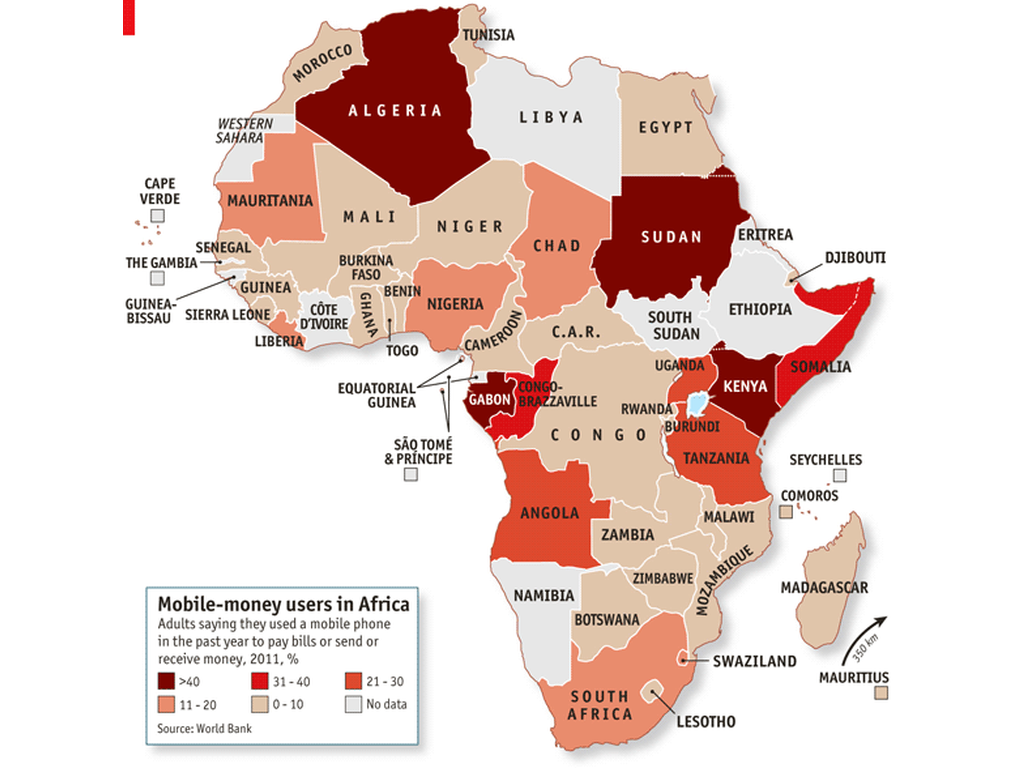 TUNISIA
MOROCCO
ALGERIA
LIBYA
EGYPT
WESTERN
SAHARA
CAPE
VERDE
MAURITANIA
MALI
NIGER
CHAD
SUDAN
ERITREA
SENEGAL
THE GAMBIA
DJIBOUTI
BURKINA
FASO
GUINEA
BENIN
NIGERIA
GUINEA-
BISSAU
SIERRA LEONE
CÔTE
D'IVOIRE
GHANA
ETHIOPIA
SOUTH
SUDAN
CAMEROON
C.A.R.
LIBERIA
TOGO
UGANDA
SOMALIA
EQUATORIAL
GUINEA
GABON
CONGO-
BRAZZAVILLE
KENYA
RWANDA
BURUNDI
CONGO
SÃO TOMÉ
& PRÍNCIPE
TANZANIA
SEYCHELLES
COMOROS
ANGOLA
MALAWI
ZAMBIA
MOZAMBIQUE
ZIMBABWE
MADAGASCAR
NAMIBIA
BOTSWANA
350 km
SWAZILAND
MAURITIUS
SOUTH
AFRICA
LESOTHO
Mobile-money users in Africa
Adults saying they used a mobile phone
in the past year to pay bills or send or
receive money, 2011, %
>40 31 - 40 21 - 30
11 - 20 0 - 10 No data
Source: World Bank